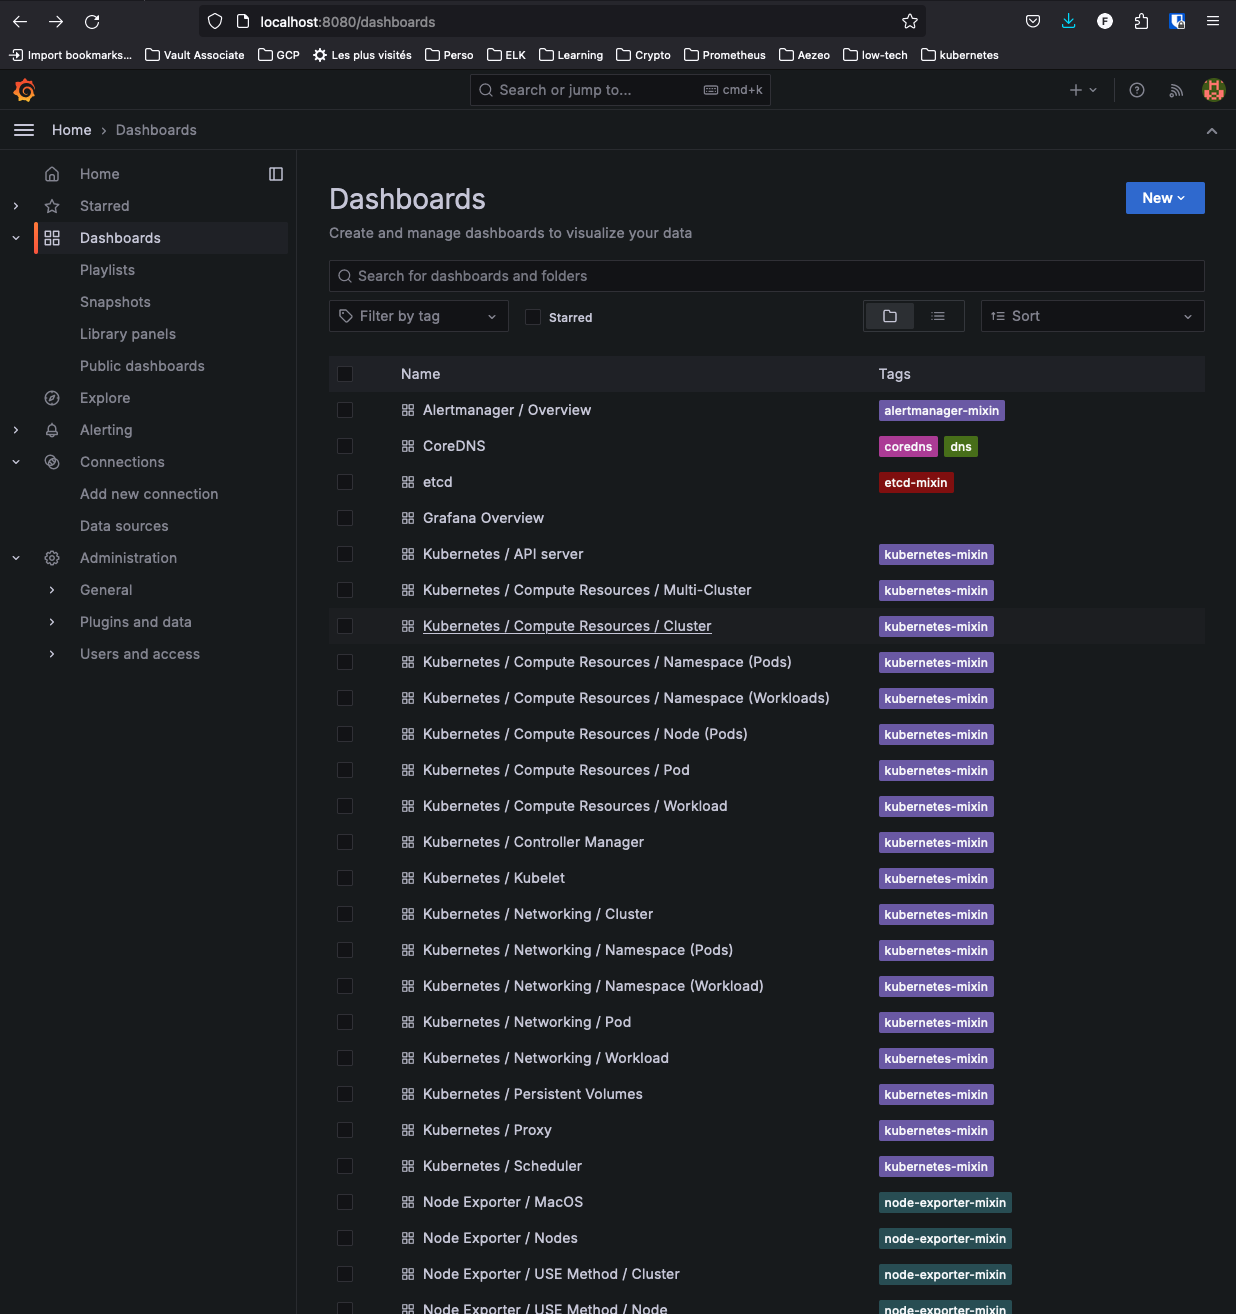 localhost:8080/dashboards
Import bookmarks... Vault Associate GCP Les plus visités Perso ELK Learning Crypto Prometheus Aezeo low-tech kubernetes
Search or jump to... cmd+k
Home › Dashboards
Home
Starred
Dashboards
Playlists
Snapshots
Library panels
Public dashboards
Explore
Alerting
Connections
Add new connection
Data sources
Administration
General
Plugins and data
Users and access
Dashboards
New
Create and manage dashboards to visualize your data
Search for dashboards and folders
Filter by tag Starred Sort
Name Tags
Alertmanager / Overview alertmanager-mixin
CoreDNS coredns dns
etcd etcd-mixin
Grafana Overview
Kubernetes / API server kubernetes-mixin
Kubernetes / Compute Resources / Multi-Cluster kubernetes-mixin
Kubernetes / Compute Resources / Cluster kubernetes-mixin
Kubernetes / Compute Resources / Namespace (Pods) kubernetes-mixin
Kubernetes / Compute Resources / Namespace (Workloads) kubernetes-mixin
Kubernetes / Compute Resources / Node (Pods) kubernetes-mixin
Kubernetes / Compute Resources / Pod kubernetes-mixin
Kubernetes / Compute Resources / Workload kubernetes-mixin
Kubernetes / Controller Manager kubernetes-mixin
Kubernetes / Kubelet kubernetes-mixin
Kubernetes / Networking / Cluster kubernetes-mixin
Kubernetes / Networking / Namespace (Pods) kubernetes-mixin
Kubernetes / Networking / Namespace (Workload) kubernetes-mixin
Kubernetes / Networking / Pod kubernetes-mixin
Kubernetes / Networking / Workload kubernetes-mixin
Kubernetes / Persistent Volumes kubernetes-mixin
Kubernetes / Proxy kubernetes-mixin
Kubernetes / Scheduler kubernetes-mixin
Node Exporter / MacOS node-exporter-mixin
Node Exporter / Nodes node-exporter-mixin
Node Exporter / USE Method / Cluster node-exporter-mixin
Node Exporter / USE Method / Node node-exporter-mixin